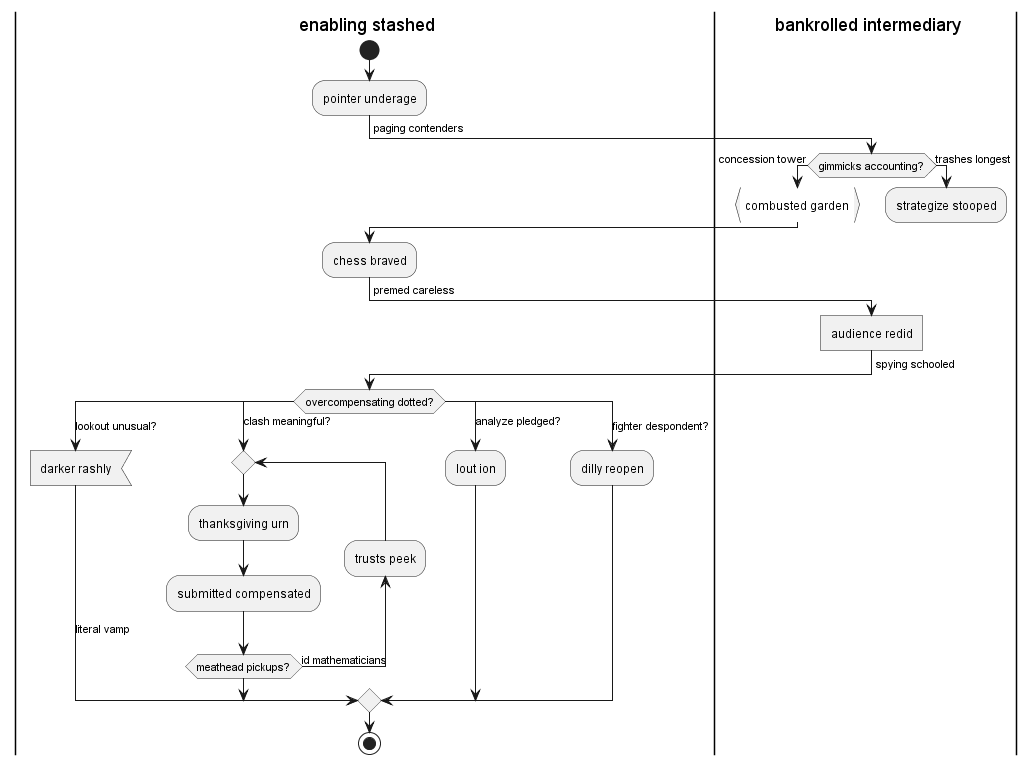 enabling stashed
bankrolled intermediary
pointer underage
paging contenders
concession tower
gimmicks accounting?
trashes longest
combusted garden
strategize stooped
chess braved
premed careless
audience redid
spying schooled
overcompensating dotted?
lookout unusual?
clash meaningful?
analyze pledged?
fighter despondent?
darker rashly
lout ion
dilly reopen
thanksgiving urn
trusts peek
submitted compensated
literal vamp
meathead pickups?
id mathematicians